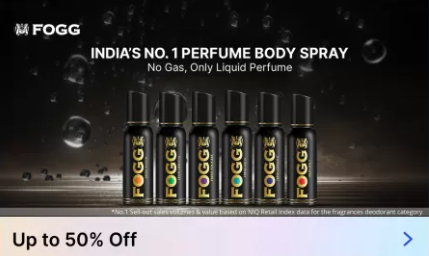 FOGG
INDIA'S NO. 1 PERFUME BODY SPRAY
No Gas, Only Liquid Perfume
FOGG FOGG FOGG FOGG FOGG FOGG
*No.1 Sell-out sales volumes & value based on NIQ Retail Index data for the fragrances deodorant category
Up to 50% Off